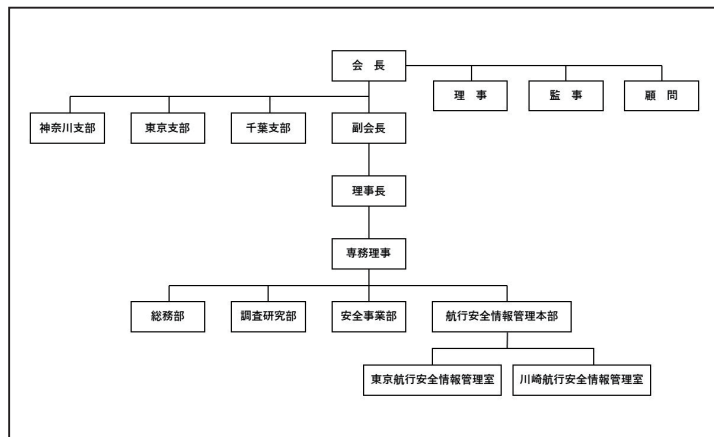 会　長
理　事
監　事
顧　問
神奈川支部
東京支部
千葉支部
副会長
理事長
専務理事
総務部
調査研究部
安全事業部
航行安全情報管理本部
東京航行安全情報管理室
川崎航行安全情報管理室